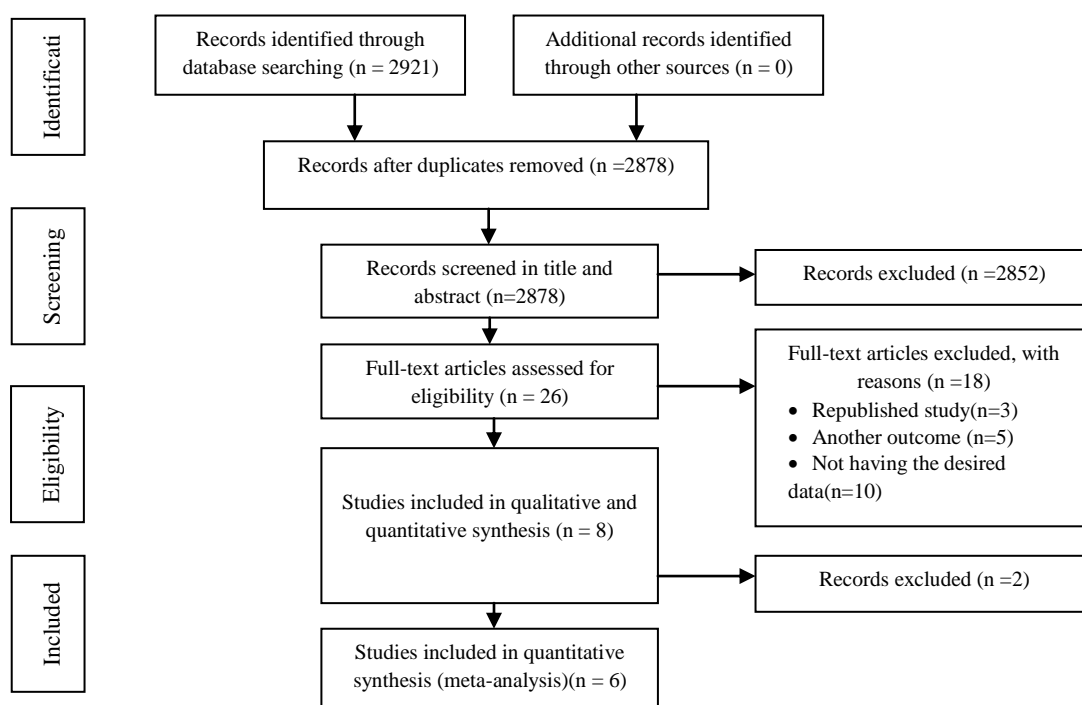 Identificati
Records identified through
database searching (n = 2921)
Additional records identified
through other sources (n = 0)
Records after duplicates removed (n =2878)
Screening
Records screened in title and
abstract (n=2878)
Records excluded (n =2852)
Full-text articles assessed for
eligibility (n = 26)
Full-text articles excluded, with
reasons (n =18)
• Republished study(n=3)
• Another outcome (n=5)
• Not having the desired
data(n=10)
Eligibility
Studies included in qualitative and
quantitative synthesis (n = 8)
Records excluded (n =2)
Included
Studies included in quantitative
synthesis (meta-analysis)(n = 6)